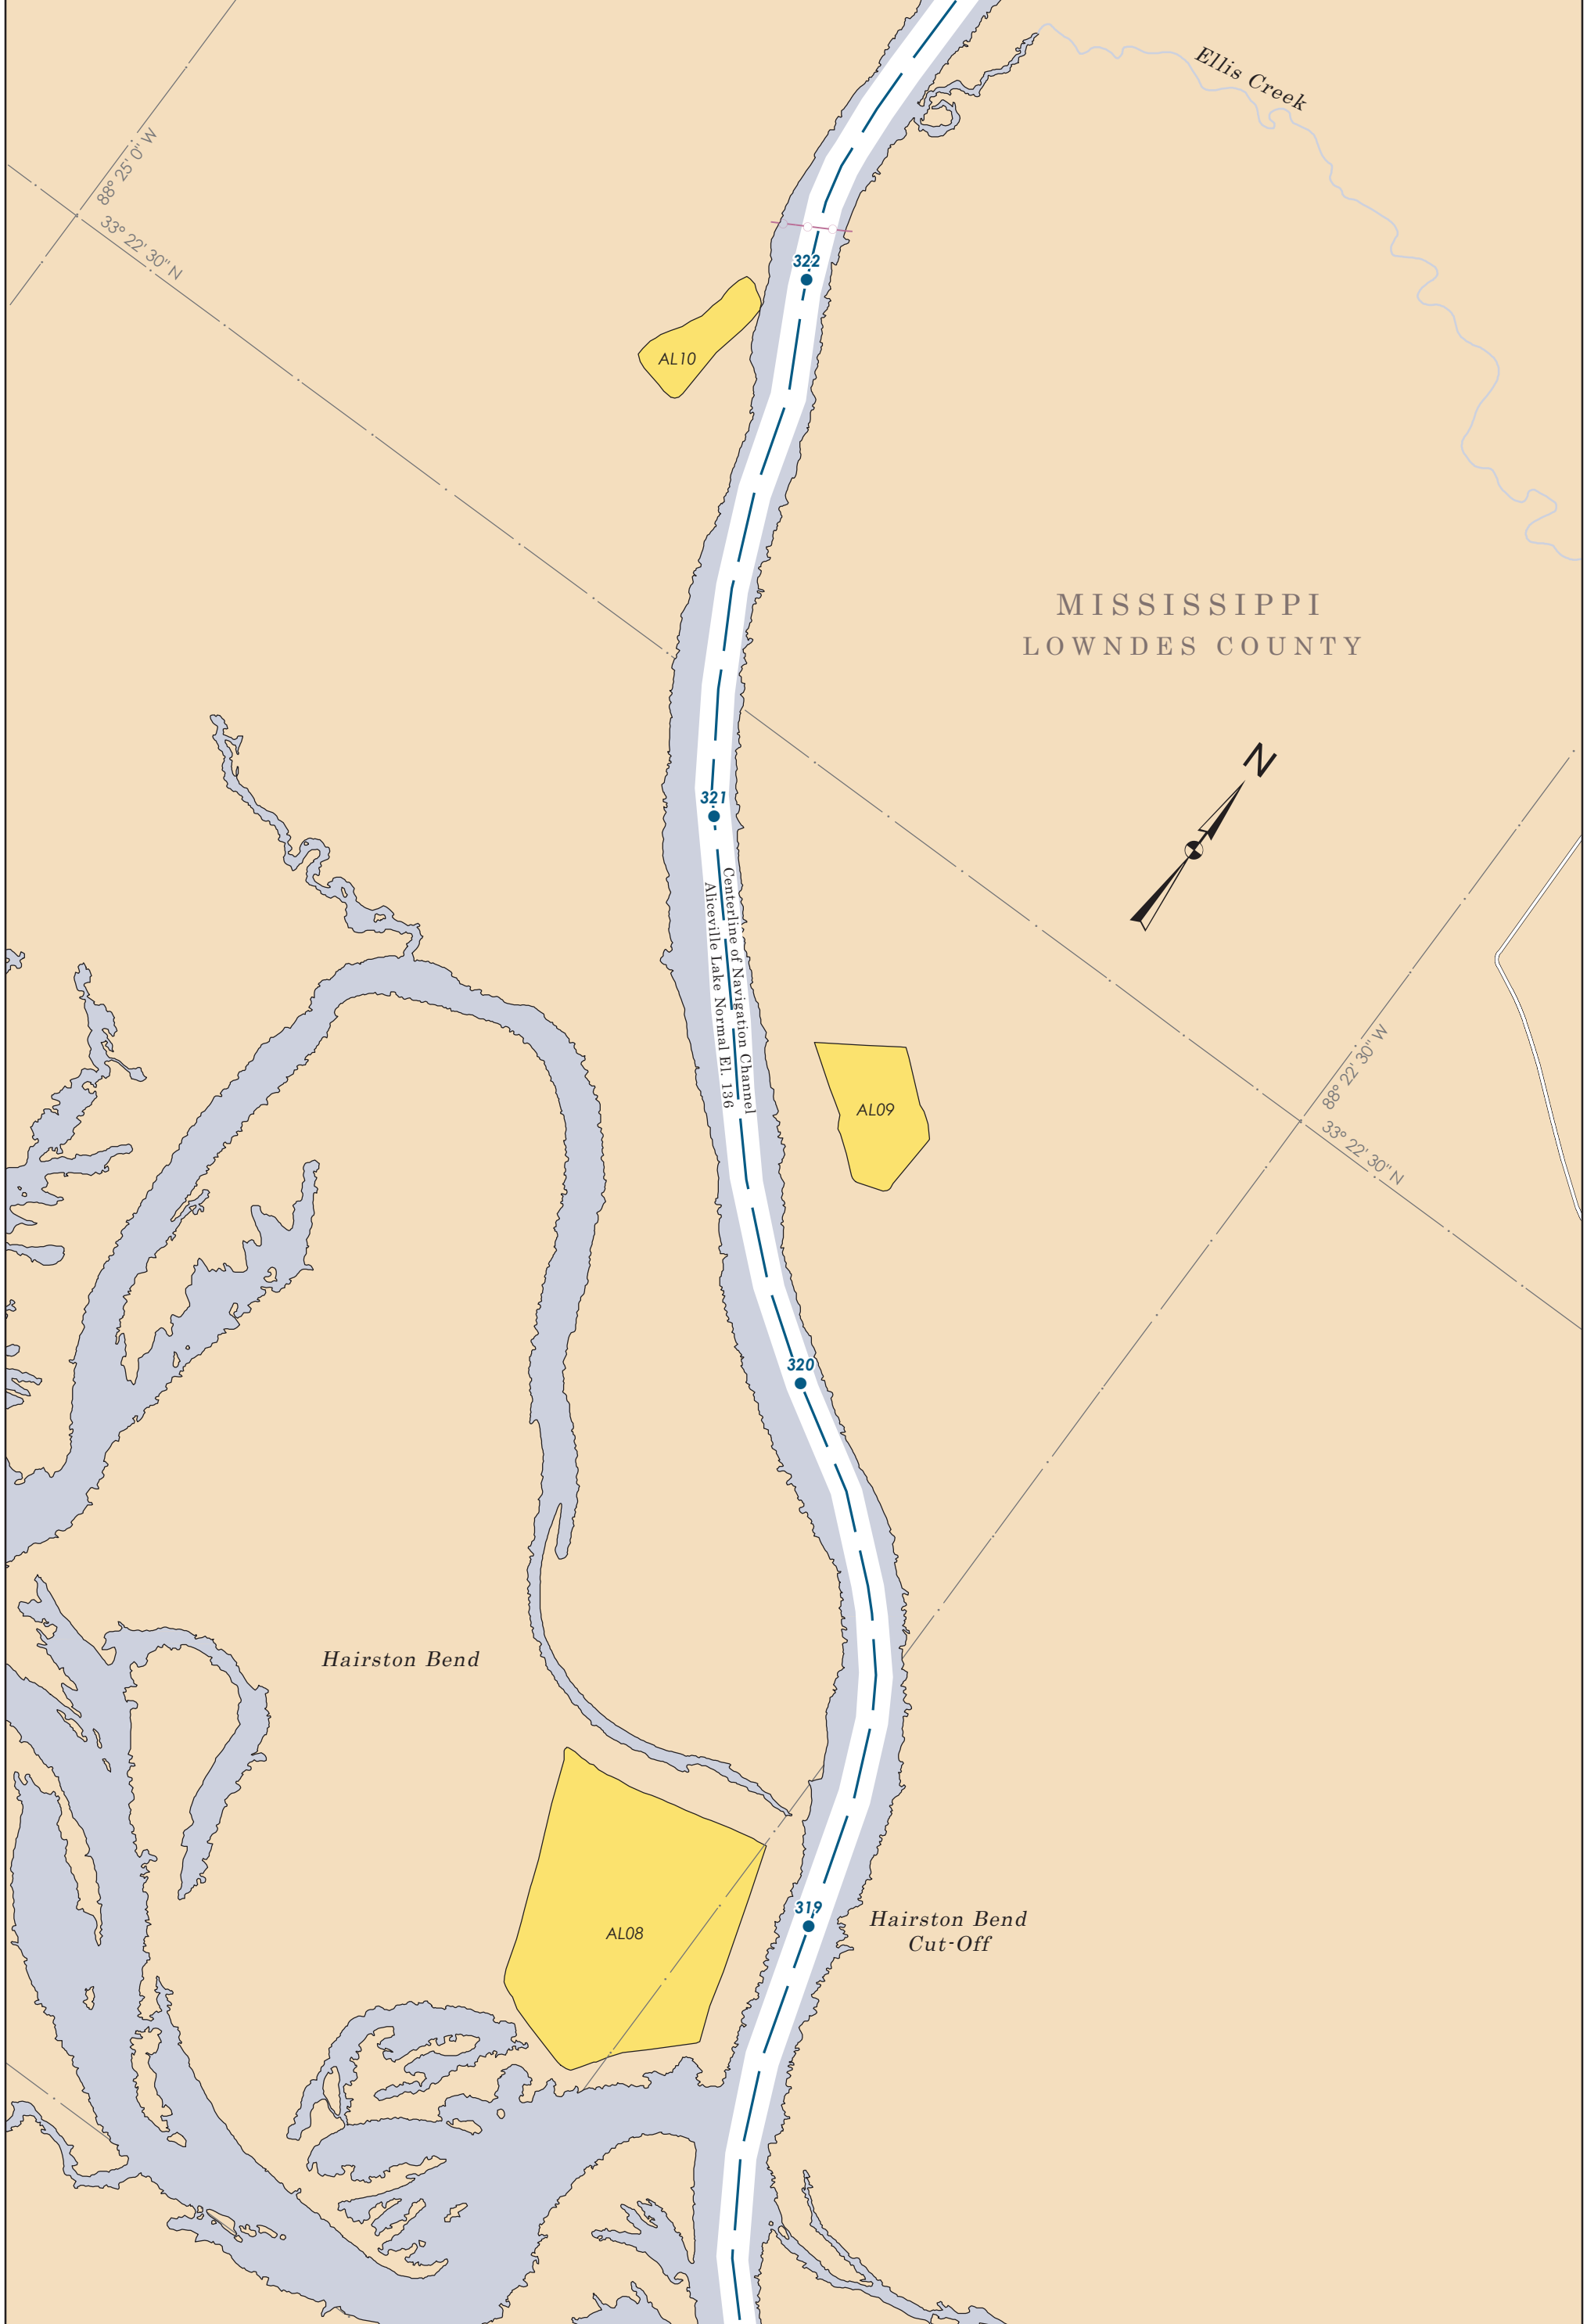 Ellis Creek
88° 25' 0" W
33° 22' 30" N
322
AL10
MISSISSIPPI
LOWNDES COUNTY
N
321
Centerline of Navigation Channel
Aliceville Lake Normal El. 136
AL09
88° 22' 30" W
33° 22' 30" N
320
Hairston Bend
319
Hairston Bend
Cut-Off
AL08